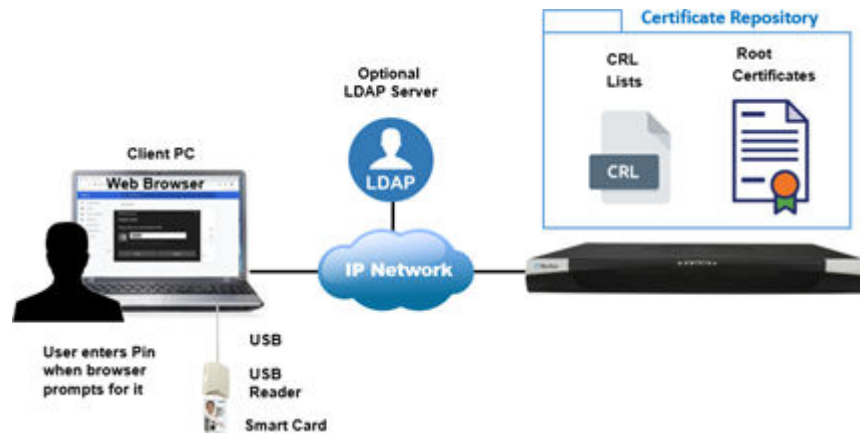 Certificate Repository
CRL
Lists
Root
Certificates
CRL
Optional
LDAP Server
LDAP
Client PC
Web Browser
IP Network
User enters Pin
when browser
prompts for it
USB
USB
Reader
Smart Card